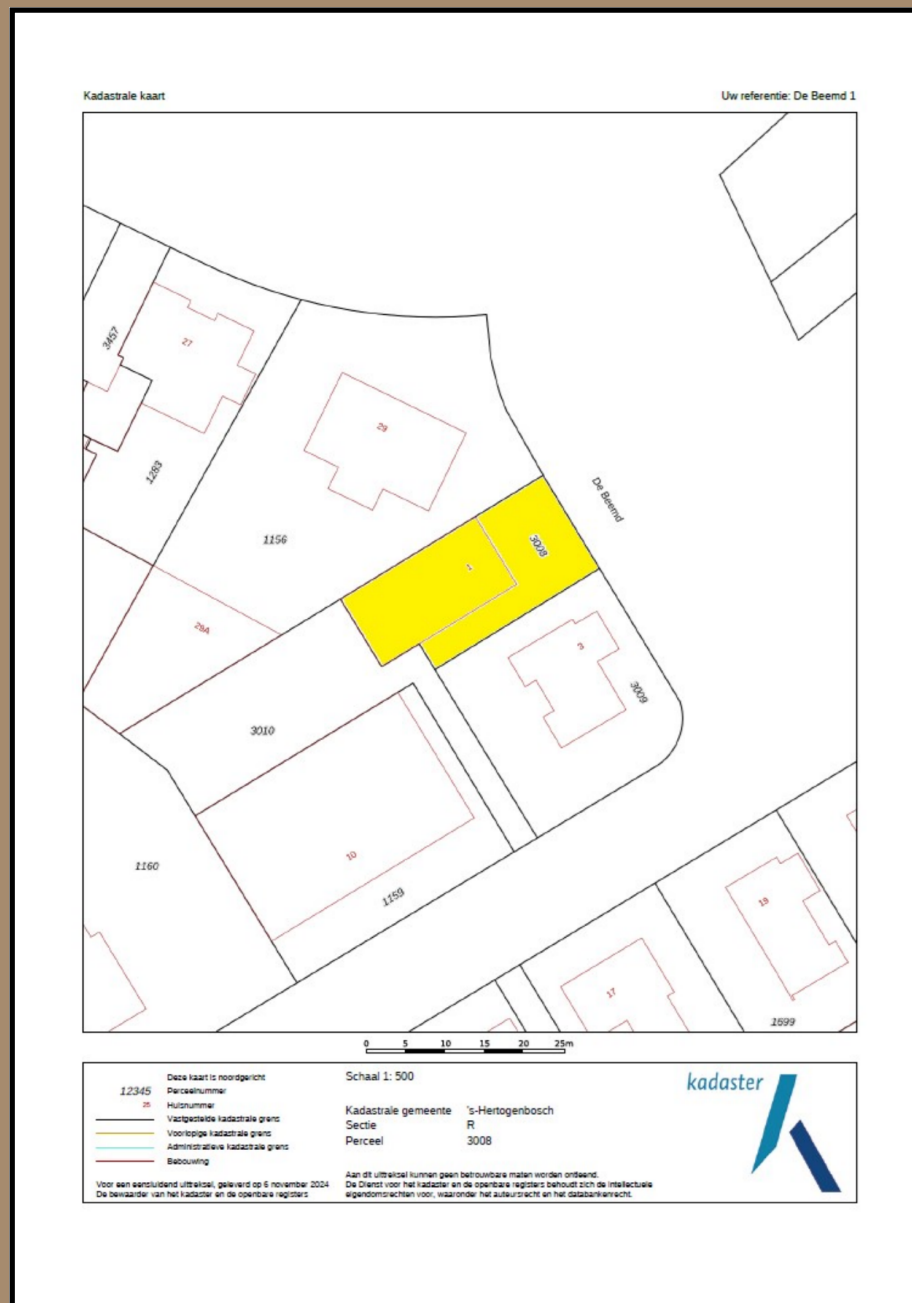 Kadastrale kaart
Uw referentie: De Beemd 1
3457
27
1283
29
1156
De Beemd
3008
1
29A
3
3009
3010
10
1160
1159
19
17
1699
0 5 10 15 20 25m
Deze kaart is noordgericht
12345 Perceelnummer
25 Huisnummer
Vastgestelde kadastrale grens
Voorlopige kadastrale grens
Administratieve kadastrale grens
Bebouwing
Voor een eensluidend uittreksel, geleverd op 6 november 2024
De bewaarder van het kadaster en de openbare registers
Schaal 1: 500
Kadastrale gemeente 's-Hertogenbosch
Sectie R
Perceel 3008
Aan dit uittreksel kunnen geen betrouwbare maten worden ontleend.
De Dienst voor het kadaster en de openbare registers behoudt zich de intellectuele
eigendomsrechten voor, waaronder het auteursrecht en het databankenrecht.
kadaster